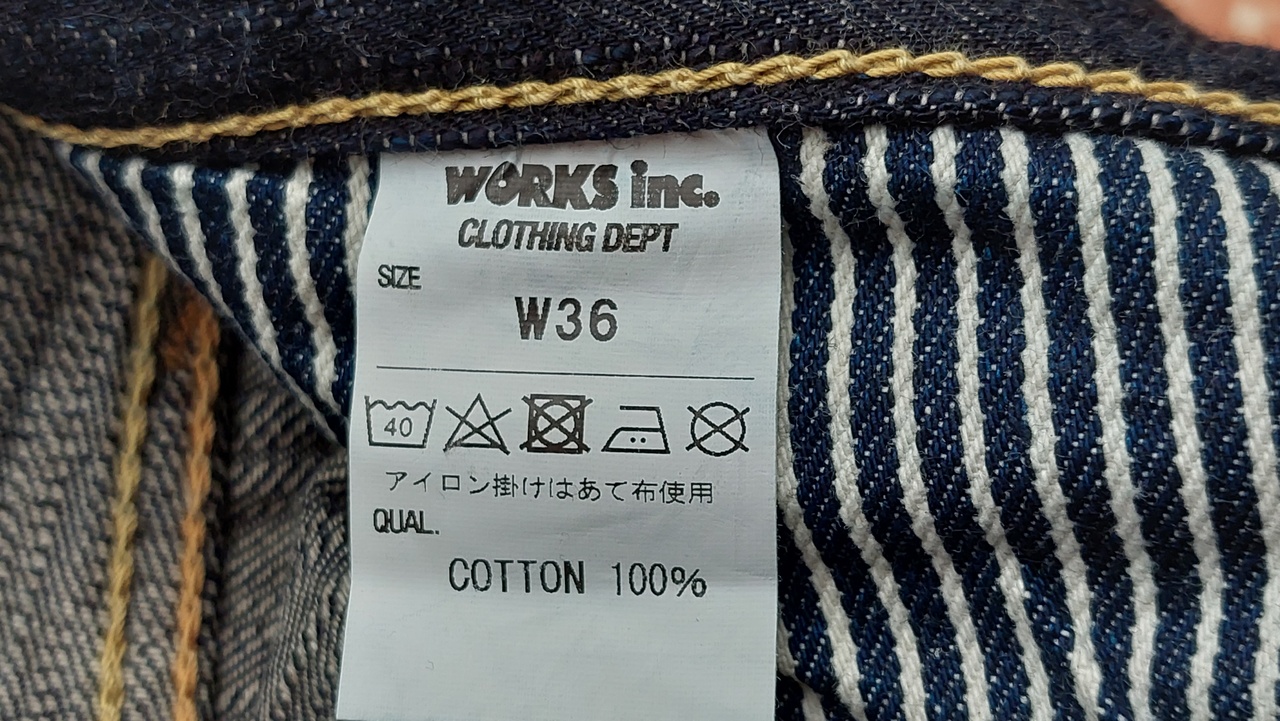 WORKS inc.
CLOTHING DEPT
SIZE
W36
40
アイロン掛けはあて布使用
QUAL.
COTTON 100%